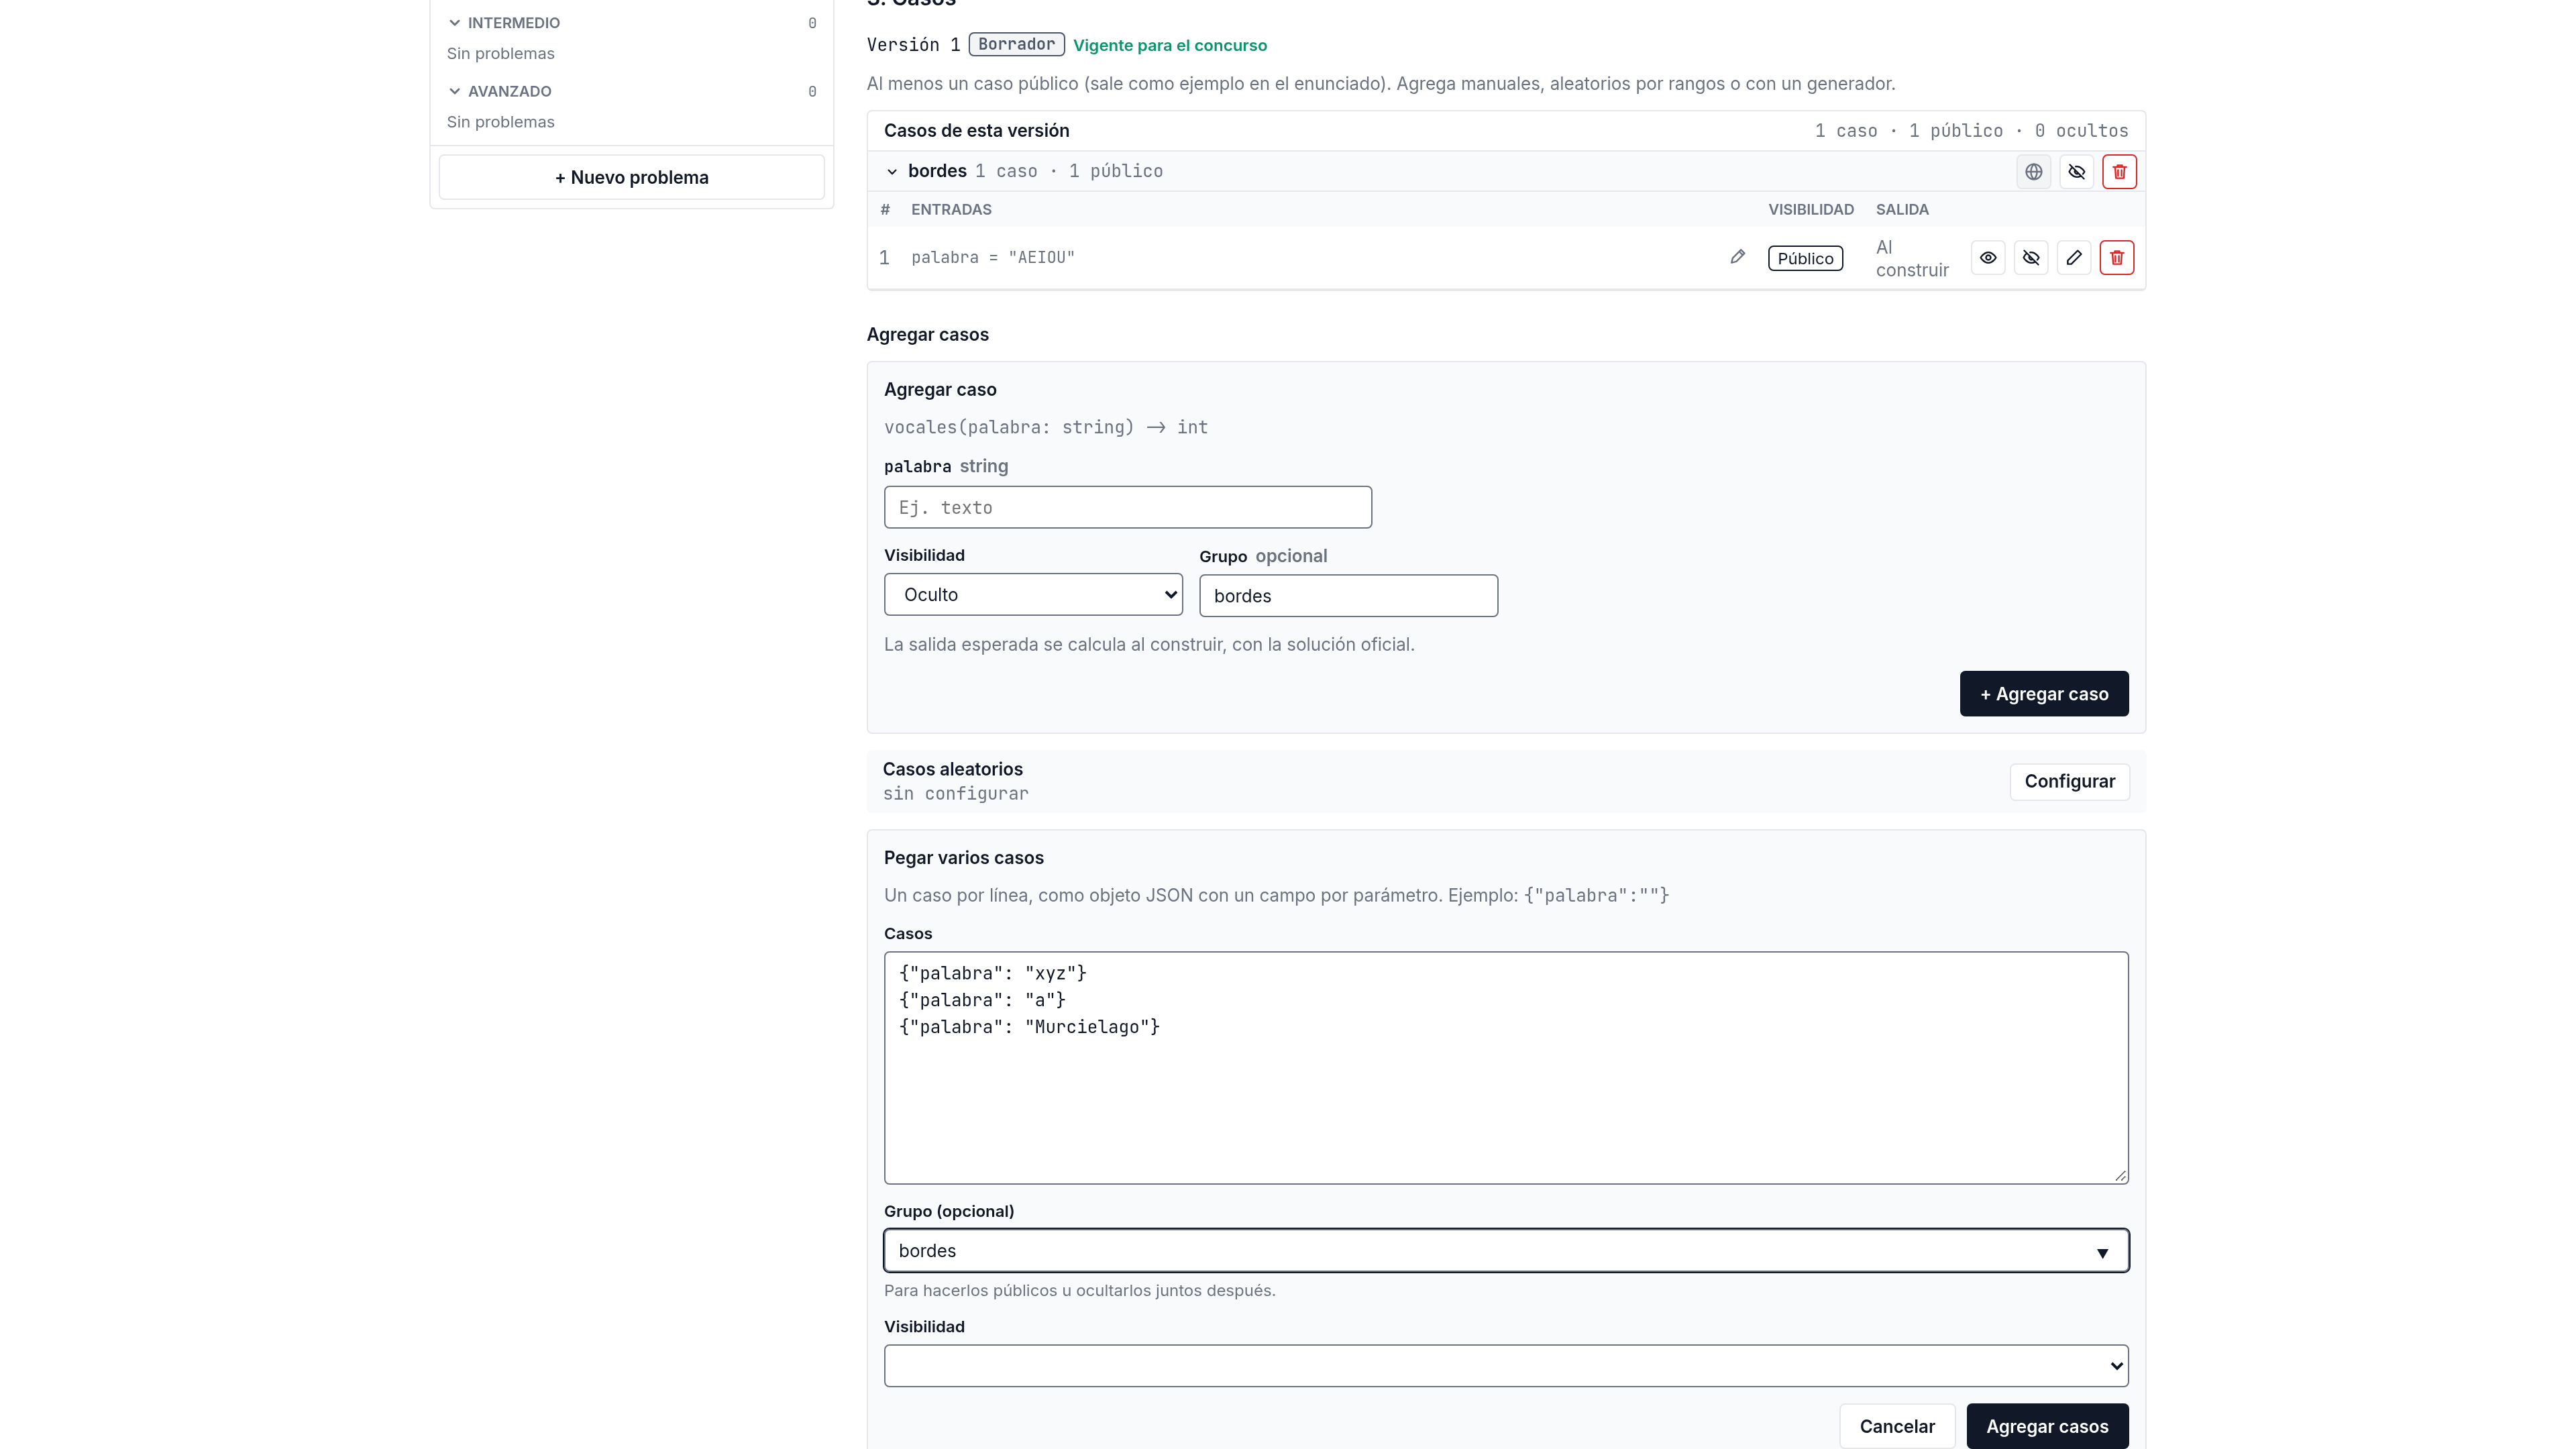 INTERMEDIO 0
Sin problemas
AVANZADO 0
Sin problemas
+ Nuevo problema
Versión 1 Borrador Vigente para el concurso
Al menos un caso público (sale como ejemplo en el enunciado). Agrega manuales, aleatorios por rangos o con un generador.
Casos de esta versión 1 caso · 1 público · 0 ocultos
bordes 1 caso · 1 público
# ENTRADAS VISIBILIDAD SALIDA
1 palabra = "AEIOU" Público Al construir
Agregar casos
Agregar caso
vocales(palabra: string) -> int
palabra string
Ej. texto
Visibilidad Grupo opcional
Oculto bordes
La salida esperada se calcula al construir, con la solución oficial.
+ Agregar caso
Casos aleatorios
sin configurar
Configurar
Pegar varios casos
Un caso por línea, como objeto JSON con un campo por parámetro. Ejemplo: {"palabra":""}
Casos
{"palabra": "xyz"}
{"palabra": "a"}
{"palabra": "Murcielago"}
Grupo (opcional)
bordes
Para hacerlos públicos u ocultarlos juntos después.
Visibilidad
Cancelar Agregar casos